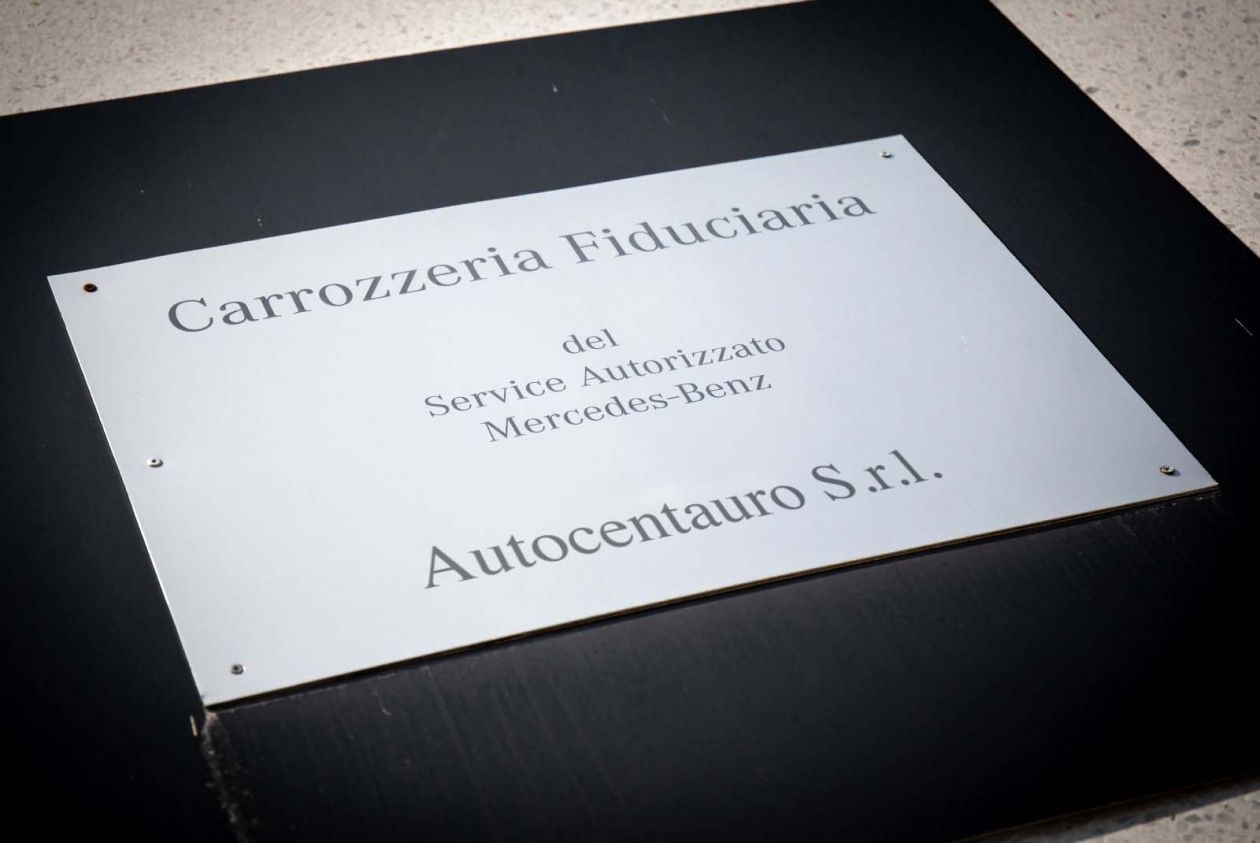 Carrozzeria Fiduciaria
del
Service Autorizzato
Mercedes-Benz
Autocentauro S.r.l.